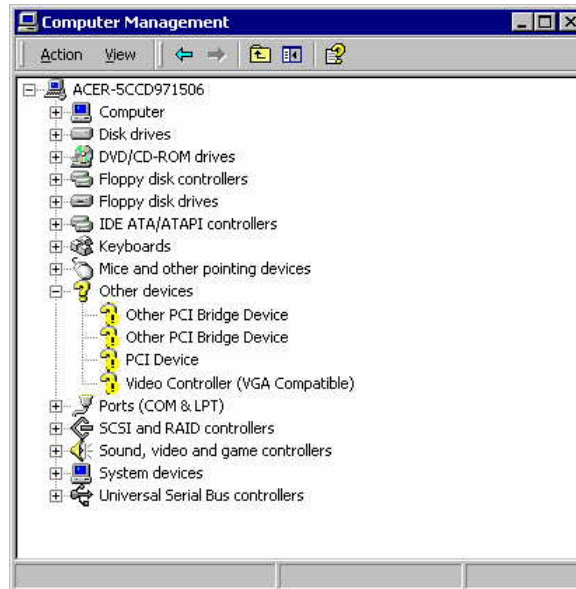 Computer Management
Action View
ACER-5CCD971506
Computer
Disk drives
DVD/CD-ROM drives
Floppy disk controllers
Floppy disk drives
IDE ATA/ATAPI controllers
Keyboards
Mice and other pointing devices
Other devices
Other PCI Bridge Device
Other PCI Bridge Device
PCI Device
Video Controller (VGA Compatible)
Ports (COM & LPT)
SCSI and RAID controllers
Sound, video and game controllers
System devices
Universal Serial Bus controllers